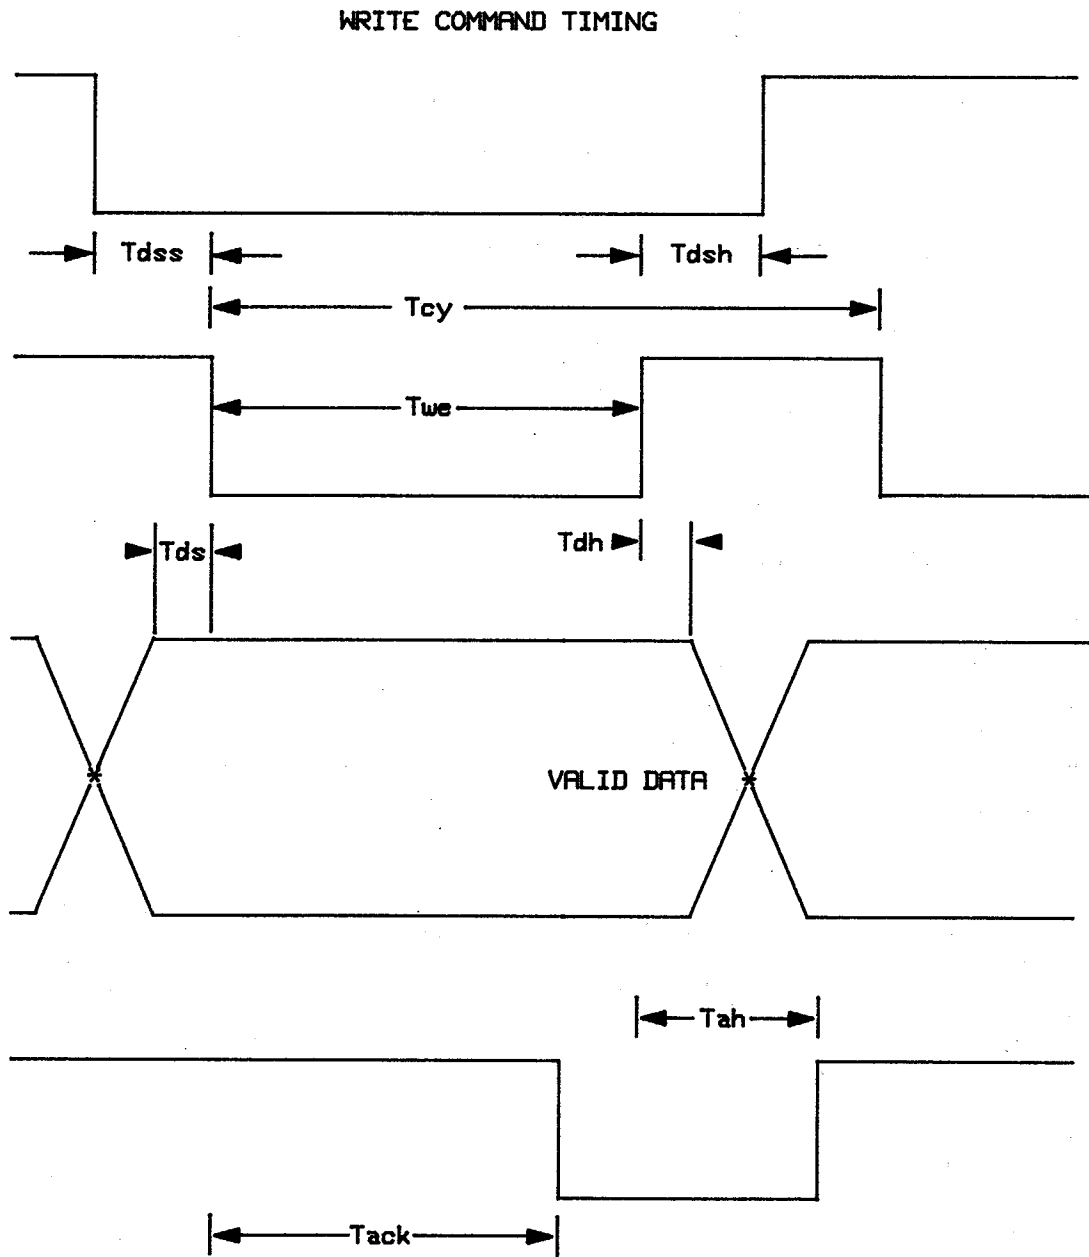 WRITE COMMAND TIMING
Tdss Tdsh
Tcy
Twe
Tds Tdh
* VALID DATA *
Tah
Tack